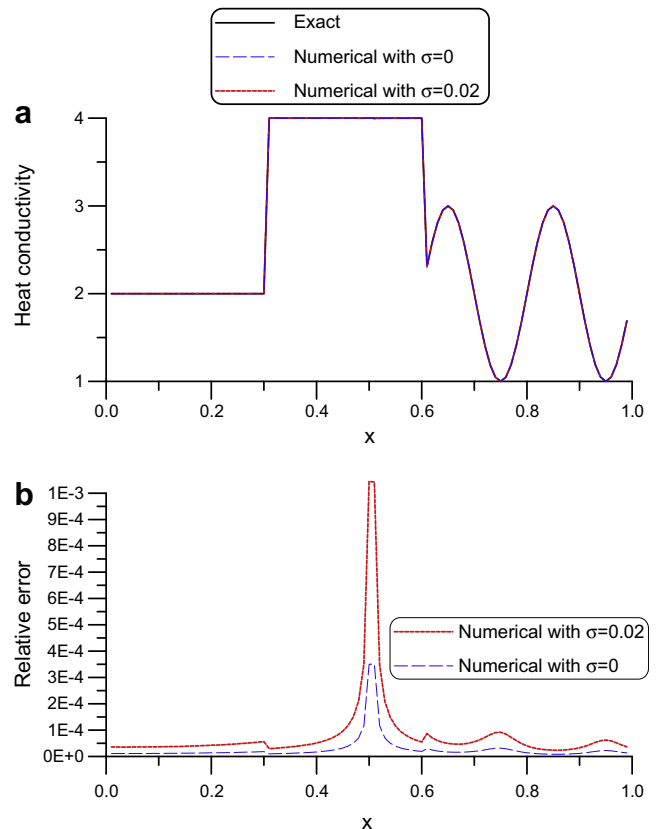 Exact
Numerical with σ=0
Numerical with σ=0.02
a
4
3
2
1
Heat conductivity
0.0 0.2 0.4 0.6 0.8 1.0
x
b
1E-3
9E-4
8E-4
7E-4
6E-4
5E-4
4E-4
3E-4
2E-4
1E-4
0E+0
Relative error
Numerical with σ=0.02
Numerical with σ=0
0.0 0.2 0.4 0.6 0.8 1.0
x